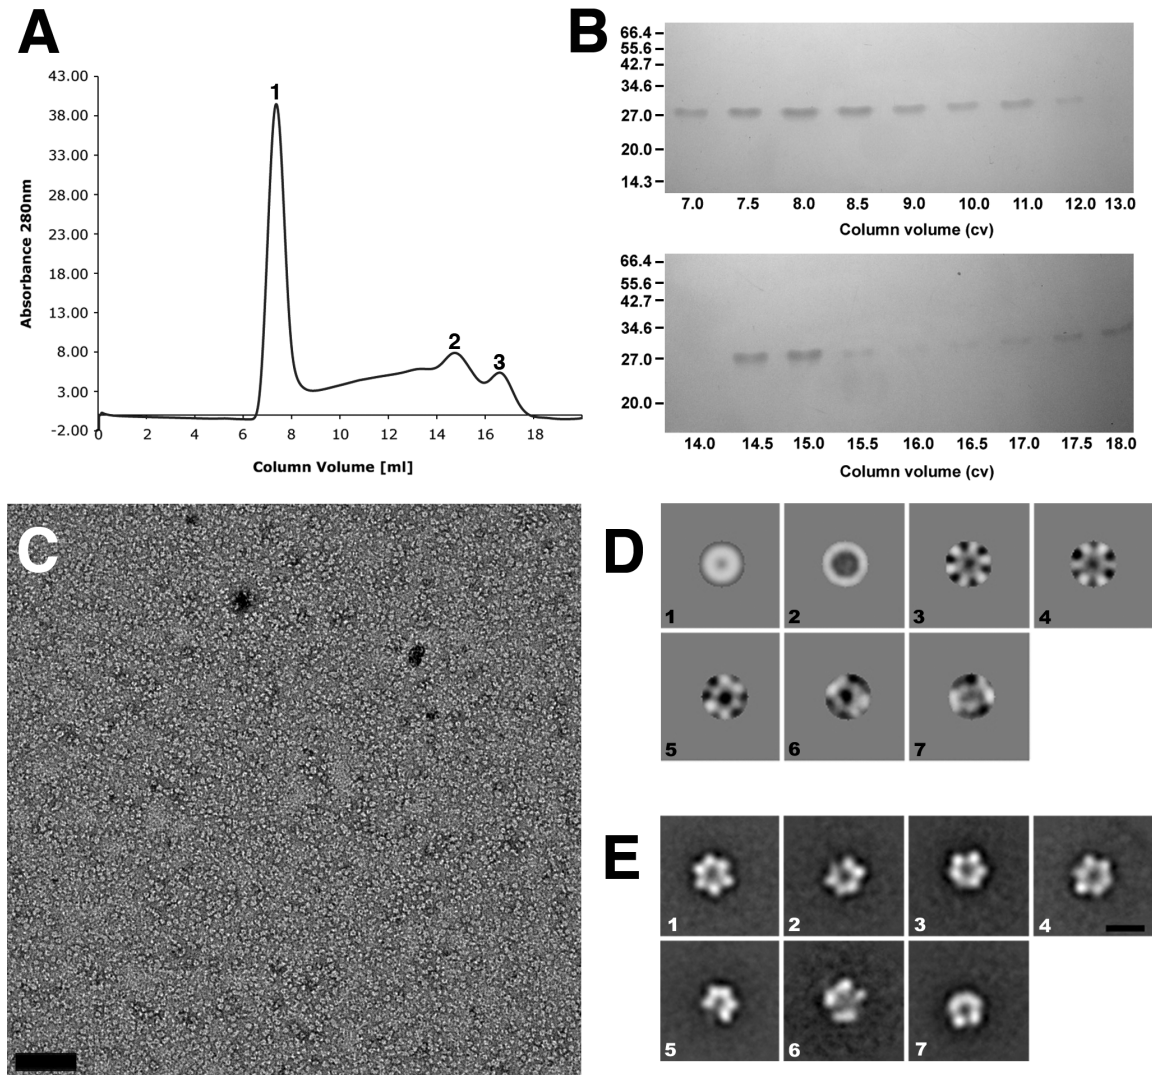 A
43.00
38.00
33.00
28.00
23.00
18.00
13.00
8.00
3.00
-2.00
Absorbance 280nm
1
2
3
0 2 4 6 8 10 12 14 16 18
Column Volume [ml]
B
66.4
55.6
42.7
34.6
27.0
20.0
14.3
7.0 7.5 8.0 8.5 9.0 10.0 11.0 12.0 13.0
Column volume (cv)
66.4
55.6
42.7
34.6
27.0
20.0
14.0 14.5 15.0 15.5 16.0 16.5 17.0 17.5 18.0
Column volume (cv)
C
D
1 2 3 4
5 6 7
E
1 2 3 4
5 6 7